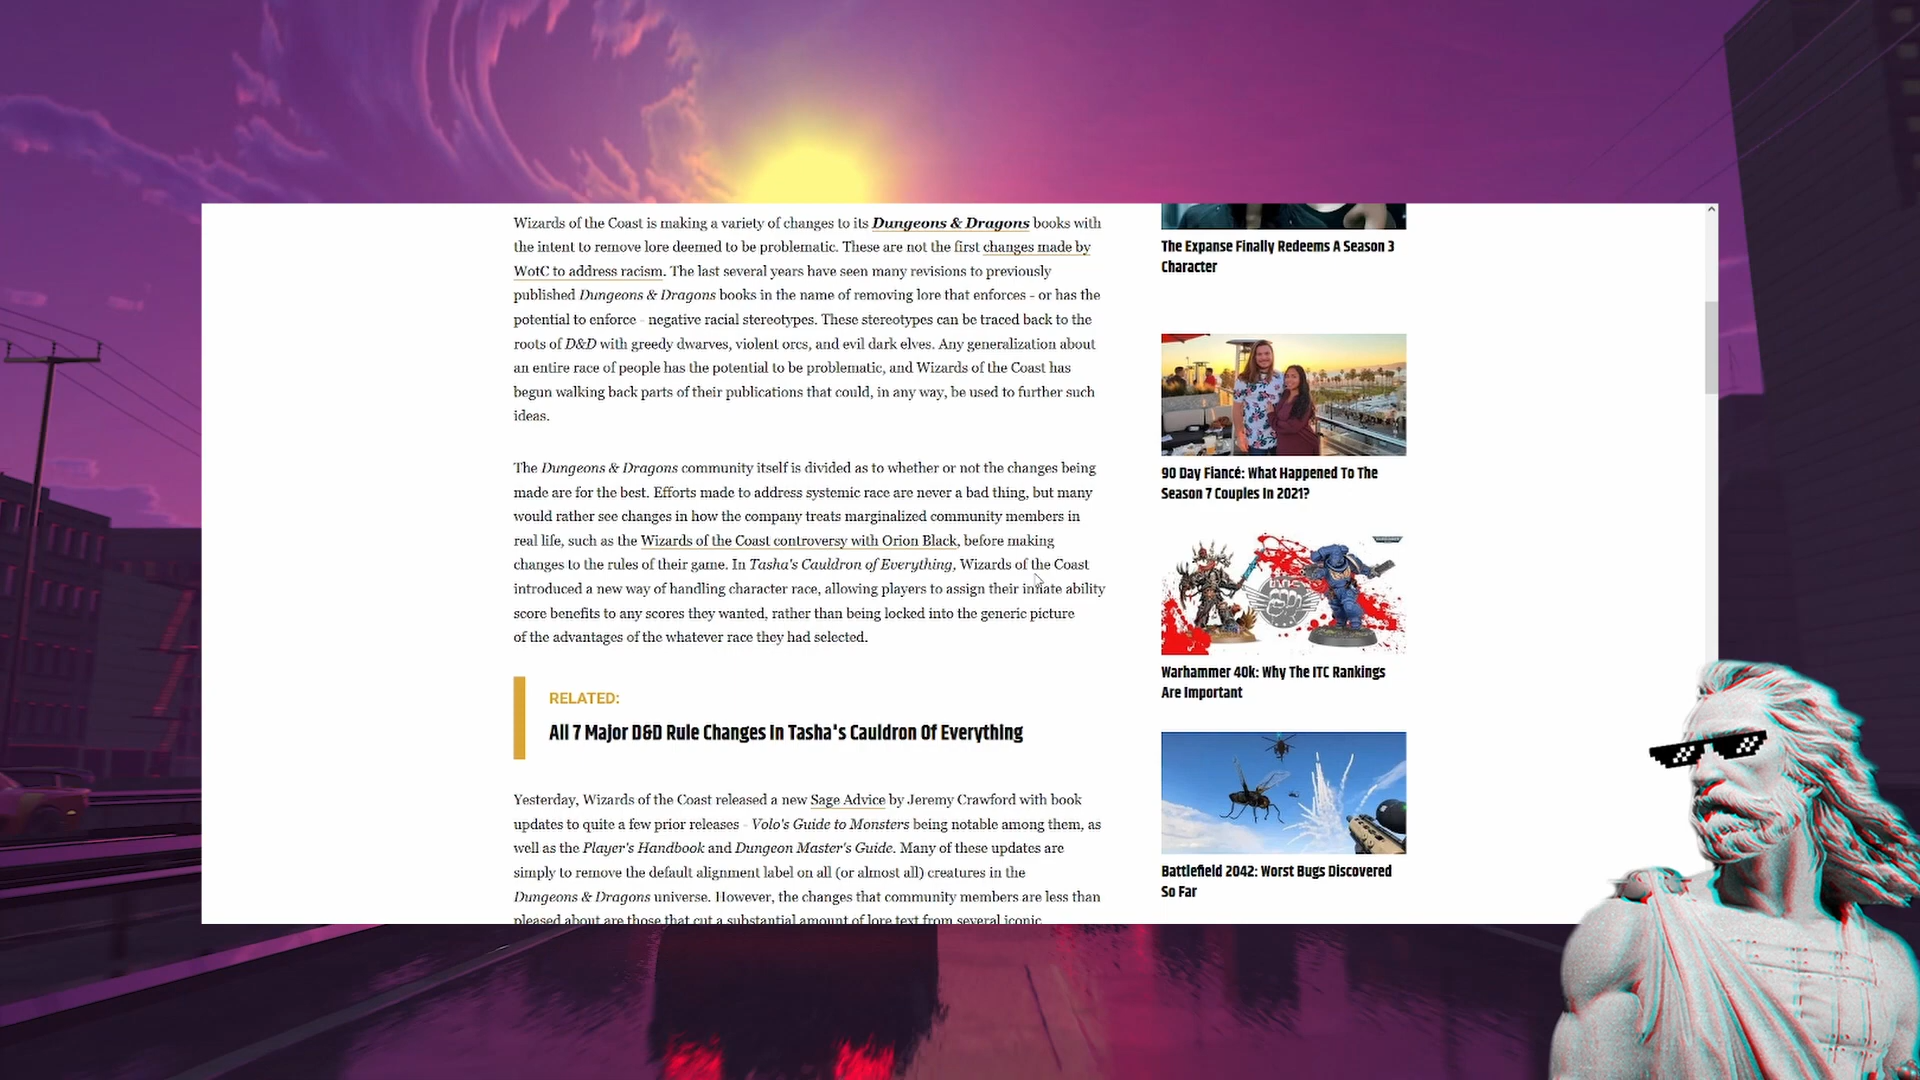 Wizards of the Coast is making a variety of changes to its Dungeons & Dragons books with
the intent to remove lore deemed to be problematic. These are not the first changes made by
WotC to address racism. The last several years have seen many revisions to previously
published Dungeons & Dragons books in the name of removing lore that enforces - or has the
potential to enforce - negative racial stereotypes. These stereotypes can be traced back to the
roots of D&D with greedy dwarves, violent orcs, and evil dark elves. Any generalization about
an entire race of people has the potential to be problematic, and Wizards of the Coast has
begun walking back parts of their publications that could, in any way, be used to further such
ideas.
The Dungeons & Dragons community itself is divided as to whether or not the changes being
made are for the best. Efforts made to address systemic race are never a bad thing, but many
would rather see changes in how the company treats marginalized community members in
real life, such as the Wizards of the Coast controversy with Orion Black, before making
changes to the rules of their game. In Tasha's Cauldron of Everything, Wizards of the Coast
introduced a new way of handling character race, allowing players to assign their innate ability
score benefits to any scores they wanted, rather than being locked into the generic picture
of the advantages of the whatever race they had selected.
RELATED:
All 7 Major D&D Rule Changes In Tasha's Cauldron Of Everything
Yesterday, Wizards of the Coast released a new Sage Advice by Jeremy Crawford with book
updates to quite a few prior releases - Volo's Guide to Monsters being notable among them, as
well as the Player's Handbook and Dungeon Master's Guide. Many of these updates are
simply to remove the default alignment label on all (or almost all) creatures in the
Dungeons & Dragons universe. However, the changes that community members are less than
pleased about are those that cut a substantial amount of lore text from several iconic
The Expanse Finally Redeems A Season 3
Character
90 Day Fiancé: What Happened To The
Season 7 Couples In 2021?
Warhammer 40k: Why The ITC Rankings
Are Important
Battlefield 2042: Worst Bugs Discovered
So Far